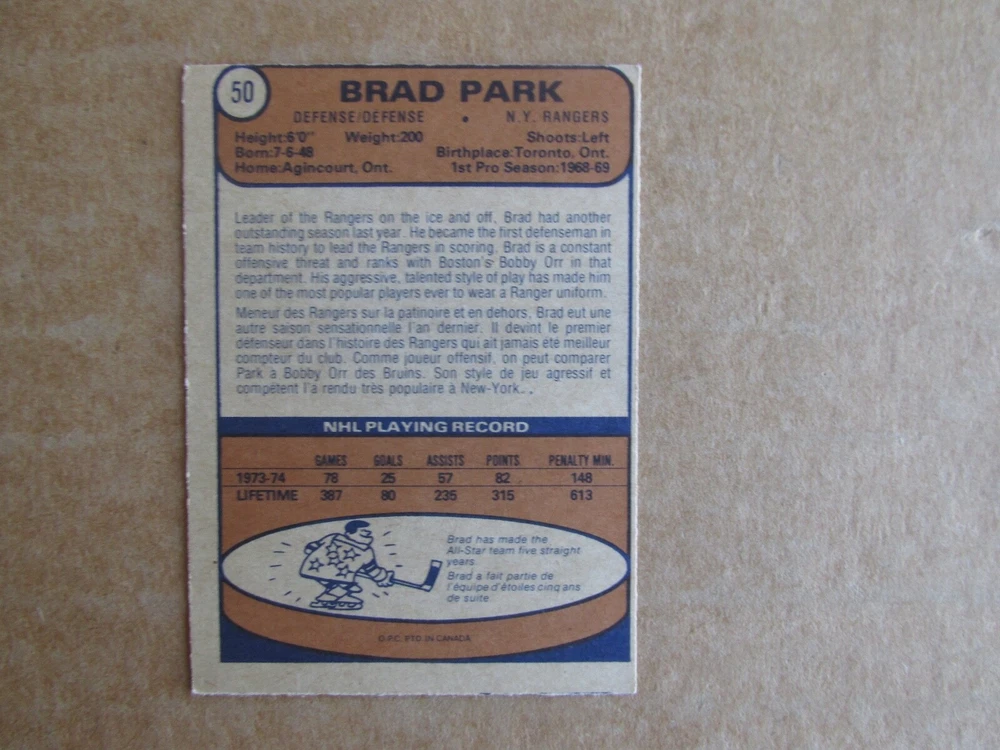 50
BRAD PARK
DEFENSE/DÉFENSE • N.Y. RANGERS
Height:6'0" Weight:200 Shoots:Left
Born:7-6-48 Birthplace:Toronto, Ont.
Home:Agincourt, Ont. 1st Pro Season:1968-69
Leader of the Rangers on the ice and off, Brad had another
outstanding season last year. He became the first defenseman in
team history to lead the Rangers in scoring. Brad is a constant
offensive threat and ranks with Boston's Bobby Orr in that
department. His aggressive, talented style of play has made him
one of the most popular players ever to wear a Ranger uniform.
Meneur des Rangers sur la patinoire et en dehors, Brad eut une
autre saison sensationnelle l'an dernier. Il devint le premier
défenseur dans l'histoire des Rangers qui ait jamais été meilleur
compteur du club. Comme joueur offensif, on peut comparer
Park à Bobby Orr des Bruins. Son style de jeu agressif et
compétent l'a rendu très populaire à New-York.
NHL PLAYING RECORD
GAMES GOALS ASSISTS POINTS PENALTY MIN.
1973-74 78 25 57 82 148
LIFETIME 387 80 235 315 613
Brad has made the
All-Star team five straight
years.
Brad a fait partie de
l'équipe d'étoiles cinq ans
de suite.
O.P.C. PTD. IN CANADA